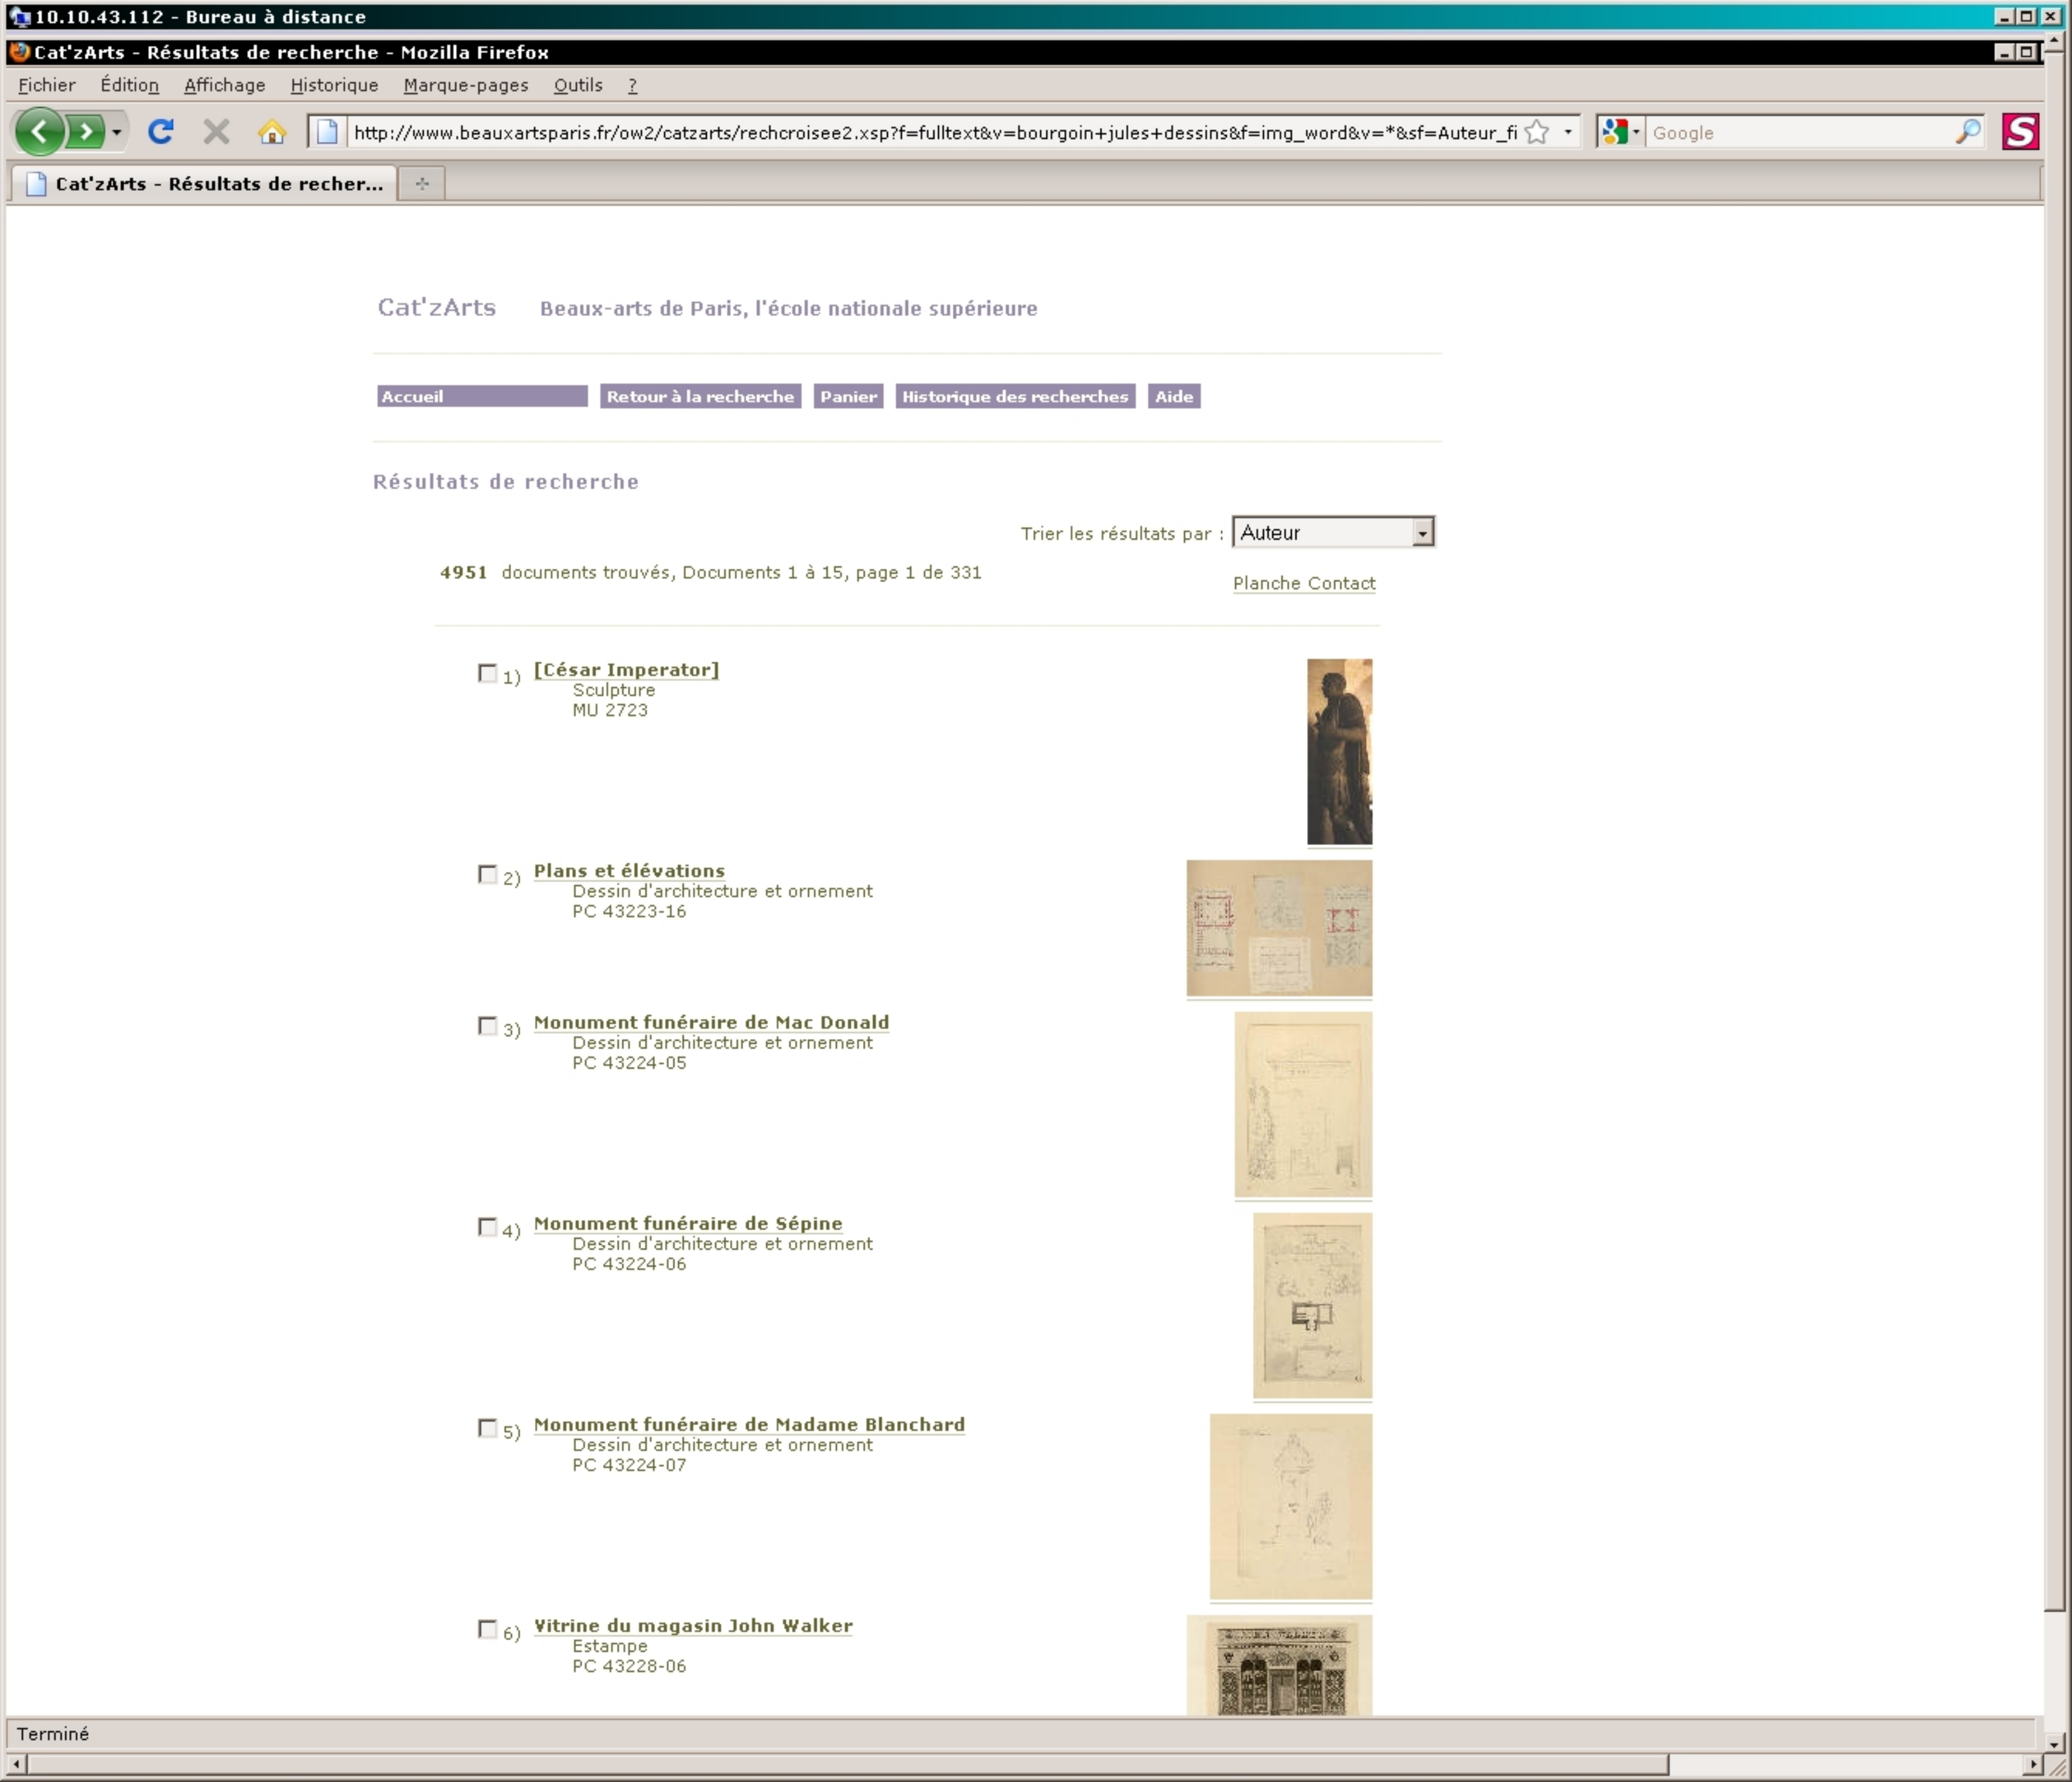 10.10.43.112 - Bureau à distance
Cat'zArts - Résultats de recherche - Mozilla Firefox
Fichier Édition Affichage Historique Marque-pages Outils ?
http://www.beauxartsparis.fr/ow2/catzarts/rechcroisee2.xsp?f=fulltext&v=bourgoin+jules+dessins&f=img_word&v=*&sf=Auteur_fi Google S
Cat'zArts - Résultats de recher...
Cat'zArts Beaux-arts de Paris, l'école nationale supérieure
Accueil Retour à la recherche Panier Historique des recherches Aide
Résultats de recherche
Trier les résultats par : Auteur
4951 documents trouvés, Documents 1 à 15, page 1 de 331
Planche Contact
1) [César Imperator]
Sculpture
MU 2723
2) Plans et élévations
Dessin d'architecture et ornement
PC 43223-16
3) Monument funéraire de Mac Donald
Dessin d'architecture et ornement
PC 43224-05
4) Monument funéraire de Sépine
Dessin d'architecture et ornement
PC 43224-06
5) Monument funéraire de Madame Blanchard
Dessin d'architecture et ornement
PC 43224-07
6) Vitrine du magasin John Walker
Estampe
PC 43228-06
Terminé